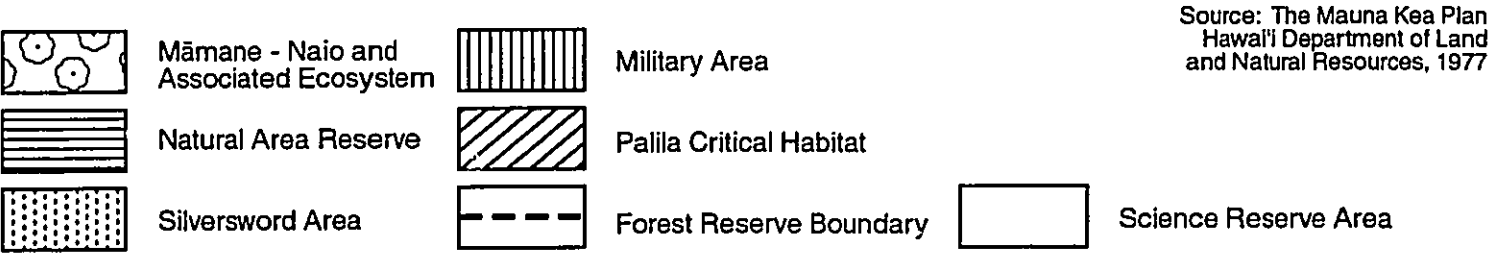 Source: The Mauna Kea Plan
Hawai'i Department of Land
and Natural Resources, 1977
Māmane - Naio and
Associated Ecosystem
Military Area
Natural Area Reserve
Palila Critical Habitat
Silversword Area
Forest Reserve Boundary
Science Reserve Area